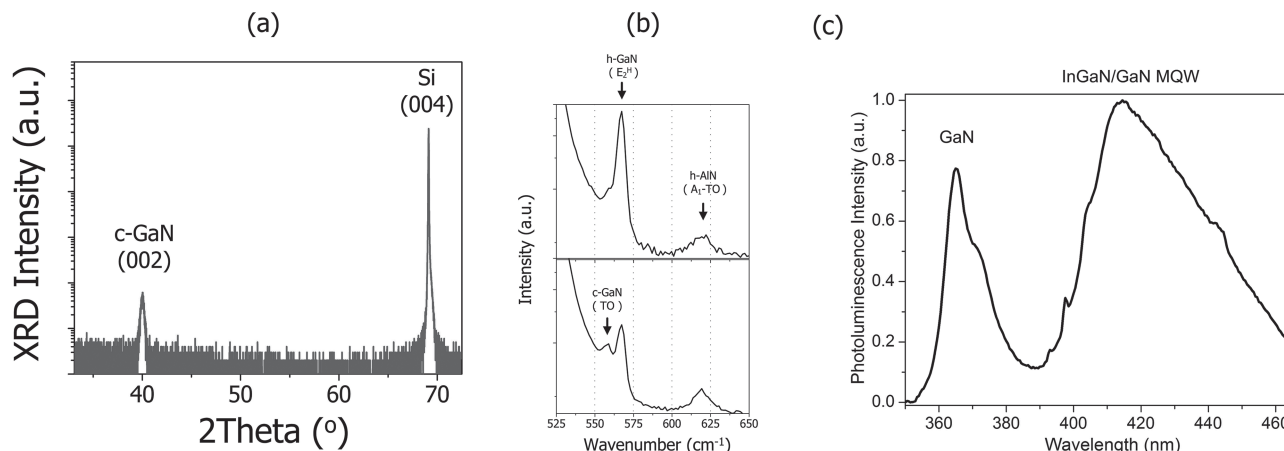 (a)
XRD Intensity (a.u.)
c-GaN
(002)
Si
(004)
40
50
60
70
2Theta (º)
(b)
h-GaN
( E₂ᴴ )
h-AlN
( A₁-TO )
c-GaN
( TO )
Intensity (a.u.)
525
550
575
600
625
650
Wavenumber (cm⁻¹)
(c)
InGaN/GaN MQW
GaN
Photoluminescence Intensity (a.u.)
1.0
0.8
0.6
0.4
0.2
0.0
360
380
400
420
440
460
Wavelength (nm)